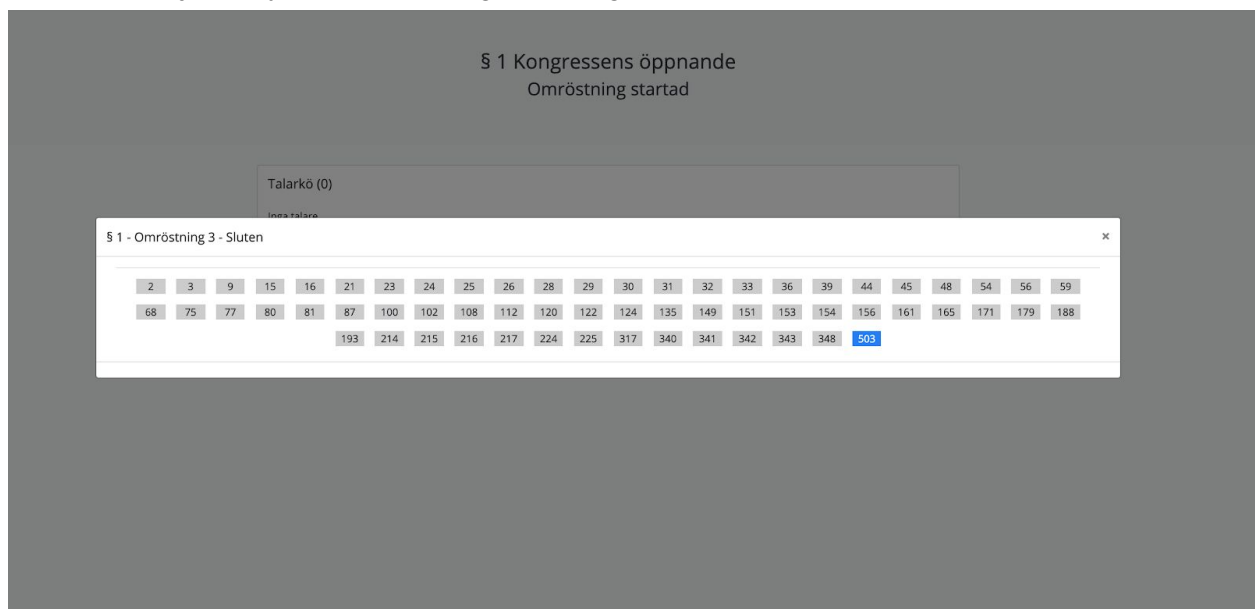 § 1 Kongressens öppnande
Omröstning startad
Talarkö (0)
Inga talare
§ 1 - Omröstning 3 - Sluten ×
2 3 9 15 16 21 23 24 25 26 28 29 30 31 32 33 36 39 44 45 48 54 56 59
68 75 77 80 81 87 100 102 108 112 120 122 124 135 149 151 153 154 156 161 165 171 179 188
193 214 215 216 217 224 225 317 340 341 342 343 348 503